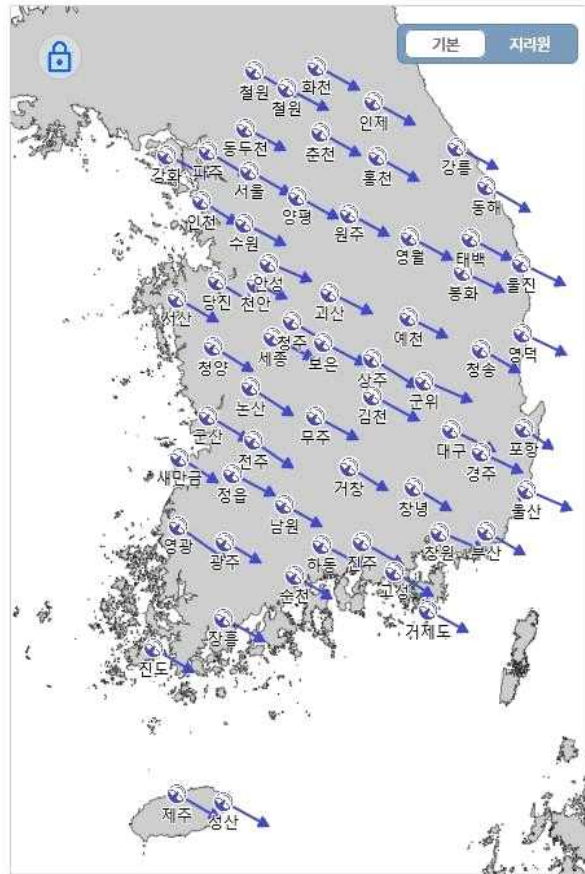 기본 지리원
화천
철원
철원
인제
동두천
춘천
강릉
강화
파주
홍천
서울
동해
양평
인천
원주
수원
영월
태백
안성
울진
봉화
당진
천안
서산
괴산
예천
청주
영덕
세종
보은
청송
청양
상주
군위
논산
김천
군산
무주
대구
포항
전주
경주
새만금
정읍
거창
창녕
울산
남원
영광
광주
하동
진주
창원
부산
순천
고성
장흥
거제도
진도
제주
성산